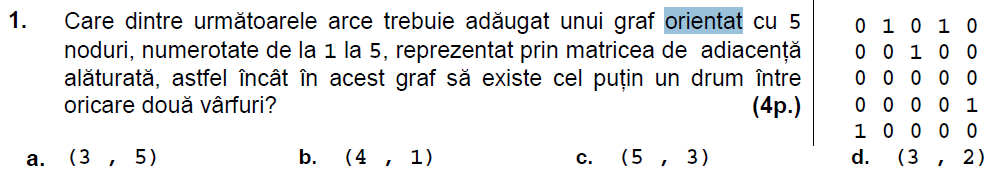 1. Care dintre următoarele arce trebuie adăugat unui graf orientat cu 5
noduri, numerotate de la 1 la 5, reprezentat prin matricea de adiacență
alăturată, astfel încât în acest graf să existe cel puțin un drum între
oricare două vârfuri? (4p.)
0 1 0 1 0
0 0 1 0 0
0 0 0 0 0
0 0 0 0 1
1 0 0 0 0
a. (3 , 5) b. (4 , 1) c. (5 , 3) d. (3 , 2)